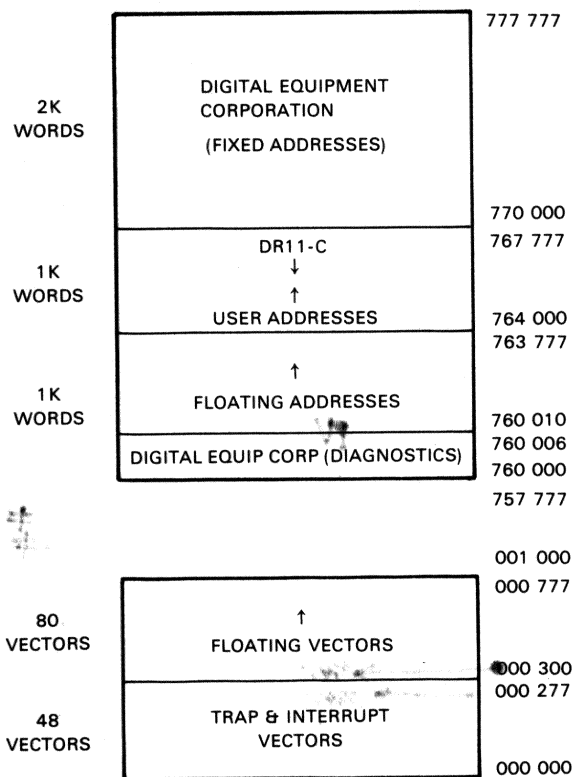 777 777
DIGITAL EQUIPMENT
CORPORATION
(FIXED ADDRESSES)
2K
WORDS
770 000
767 777
DR11-C
↓
↑
USER ADDRESSES
1K
WORDS
764 000
763 777
↑
FLOATING ADDRESSES
1K
WORDS
760 010
760 006
DIGITAL EQUIP CORP (DIAGNOSTICS)
760 000
757 777
001 000
000 777
↑
FLOATING VECTORS
80
VECTORS
000 300
000 277
TRAP & INTERRUPT
VECTORS
48
VECTORS
000 000